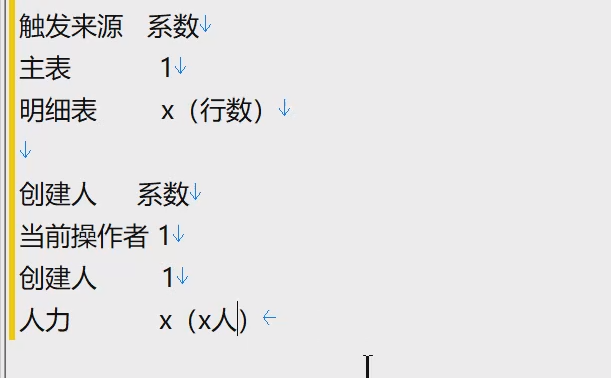 触发来源 系数
主表 1
明细表 x（行数）
创建人 系数
当前操作者 1
创建人 1
人力 x（x人）